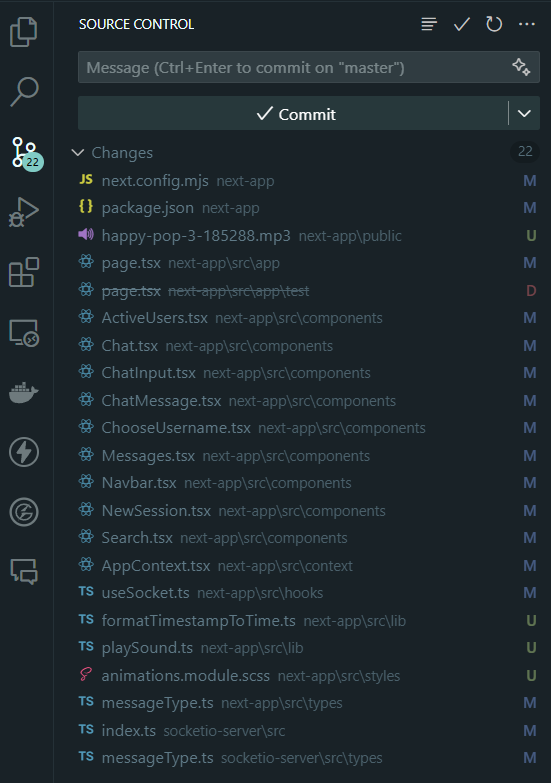 SOURCE CONTROL
Message (Ctrl+Enter to commit on "master")
Commit
Changes 22
22
JS next.config.mjs next-app M
{} package.json next-app M
happy-pop-3-185288.mp3 next-app\public U
page.tsx next-app\src\app M
page.tsx next-app\src\app\test D
ActiveUsers.tsx next-app\src\components M
Chat.tsx next-app\src\components M
ChatInput.tsx next-app\src\components M
ChatMessage.tsx next-app\src\components M
ChooseUsername.tsx next-app\src\components M
Messages.tsx next-app\src\components M
Navbar.tsx next-app\src\components M
NewSession.tsx next-app\src\components M
Search.tsx next-app\src\components M
AppContext.tsx next-app\src\context M
TS useSocket.ts next-app\src\hooks M
TS formatTimestampToTime.ts next-app\src\lib U
TS playSound.ts next-app\src\lib U
animations.module.scss next-app\src\styles U
TS messageType.ts next-app\src\types M
TS index.ts socketio-server\src M
TS messageType.ts socketio-server\src\types M